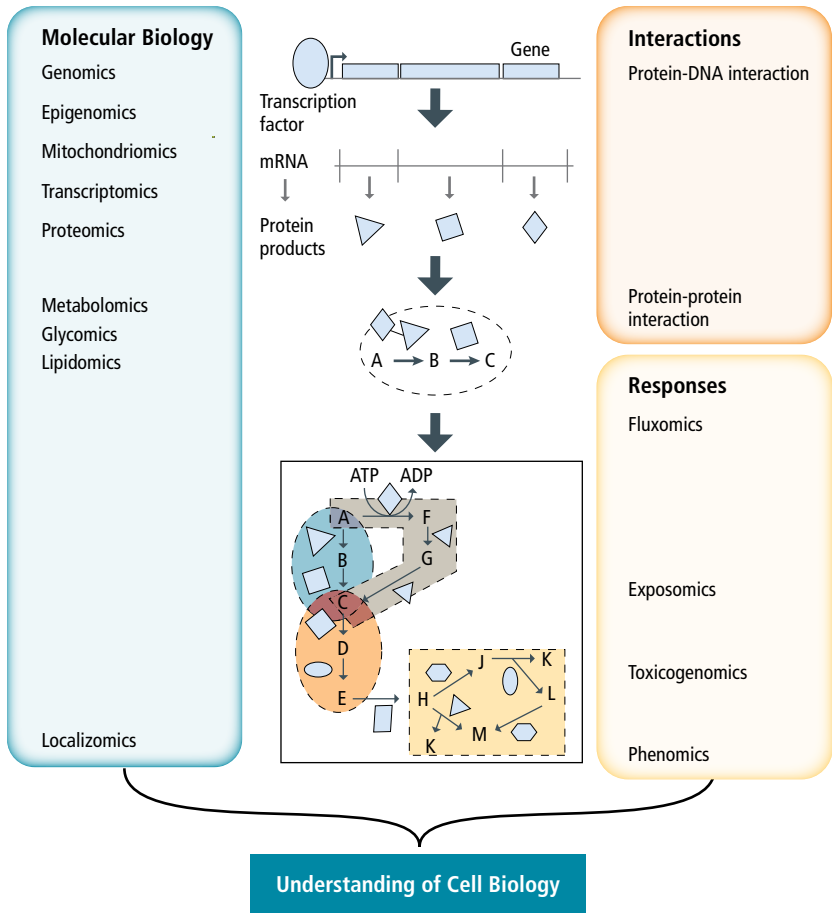 Molecular Biology
Genomics
Epigenomics
Mitochondriomics
Transcriptomics
Proteomics
Metabolomics
Glycomics
Lipidomics
Localizomics
Gene
Transcription
factor
mRNA
Protein
products
A B C
ATP ADP
A F
B G
C
D
E H J K
L
M
K
Interactions
Protein-DNA interaction
Protein-protein
interaction
Responses
Fluxomics
Exposomics
Toxicogenomics
Phenomics
Understanding of Cell Biology